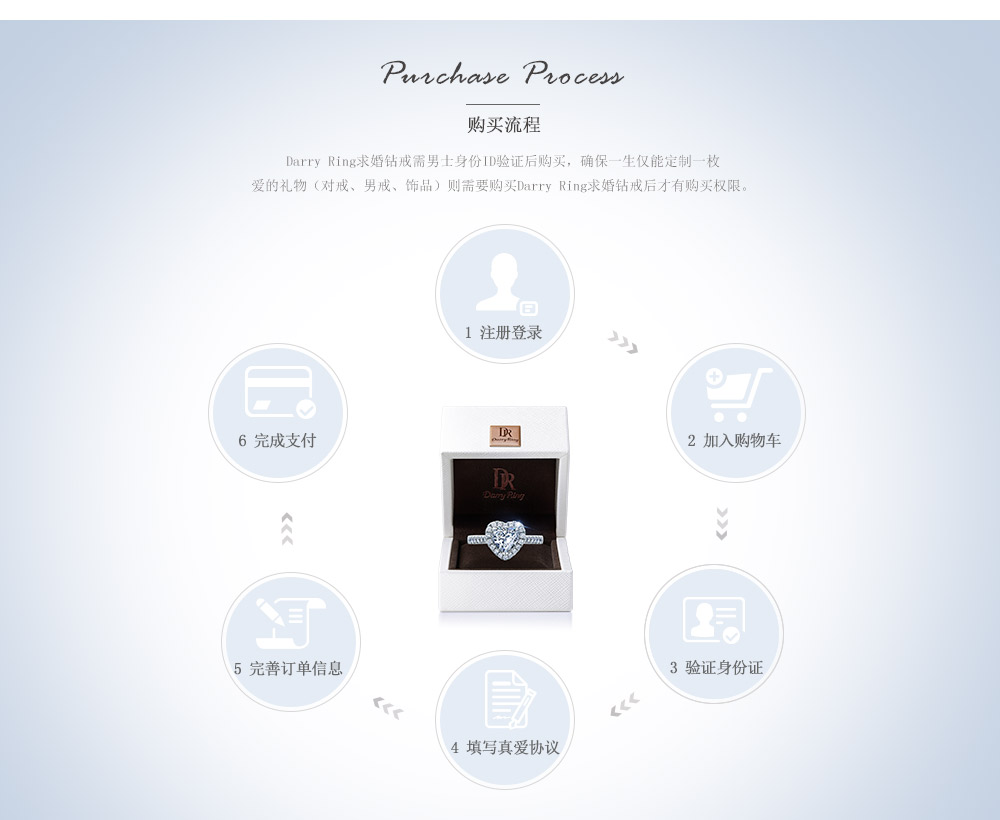 Purchase Process
购买流程
Darry Ring求婚钻戒需男士身份ID验证后购买，确保一生仅能定制一枚
爱的礼物（对戒、男戒、饰品）则需要购买Darry Ring求婚钻戒后才有购买权限。
1 注册登录
2 加入购物车
3 验证身份证
4 填写真爱协议
5 完善订单信息
6 完成支付
DR
Darry Ring
DR
Darry Ring